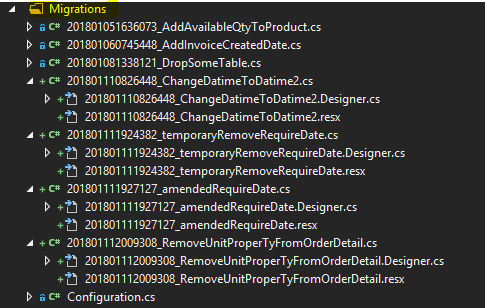 Migrations
C# 201801051636073_AddAvailableQtyToProduct.cs
C# 201801060745448_AddInvoiceCreatedDate.cs
C# 201801081338121_DropSomeTable.cs
+ C# 201801110826448_ChangeDatimeToDatime2.cs
+ 201801110826448_ChangeDatimeToDatime2.Designer.cs
+ 201801110826448_ChangeDatimeToDatime2.resx
+ C# 201801111924382_temporaryRemoveRequireDate.cs
+ 201801111924382_temporaryRemoveRequireDate.Designer.cs
+ 201801111924382_temporaryRemoveRequireDate.resx
+ C# 201801111927127_amendedRequireDate.cs
+ 201801111927127_amendedRequireDate.Designer.cs
+ 201801111927127_amendedRequireDate.resx
+ C# 201801112009308_RemoveUnitProperTyFromOrderDetail.cs
+ 201801112009308_RemoveUnitProperTyFromOrderDetail.Designer.cs
+ 201801112009308_RemoveUnitProperTyFromOrderDetail.resx
C# Configuration.cs